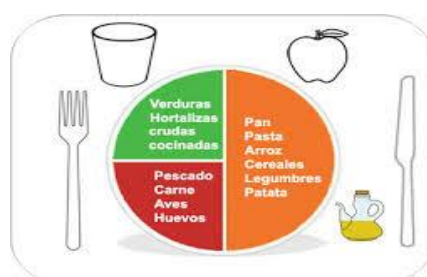 Verduras
Hortalizas
crudas
cocinadas
Pescado
Carne
Aves
Huevos
Pan
Pasta
Arroz
Cereales
Legumbres
Patata